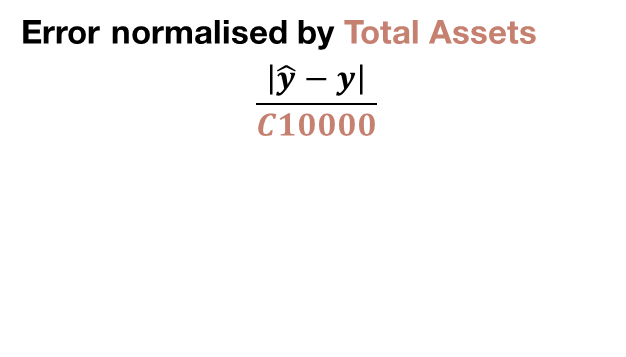 Error normalised by Total Assets
|ŷ − y|
C10000